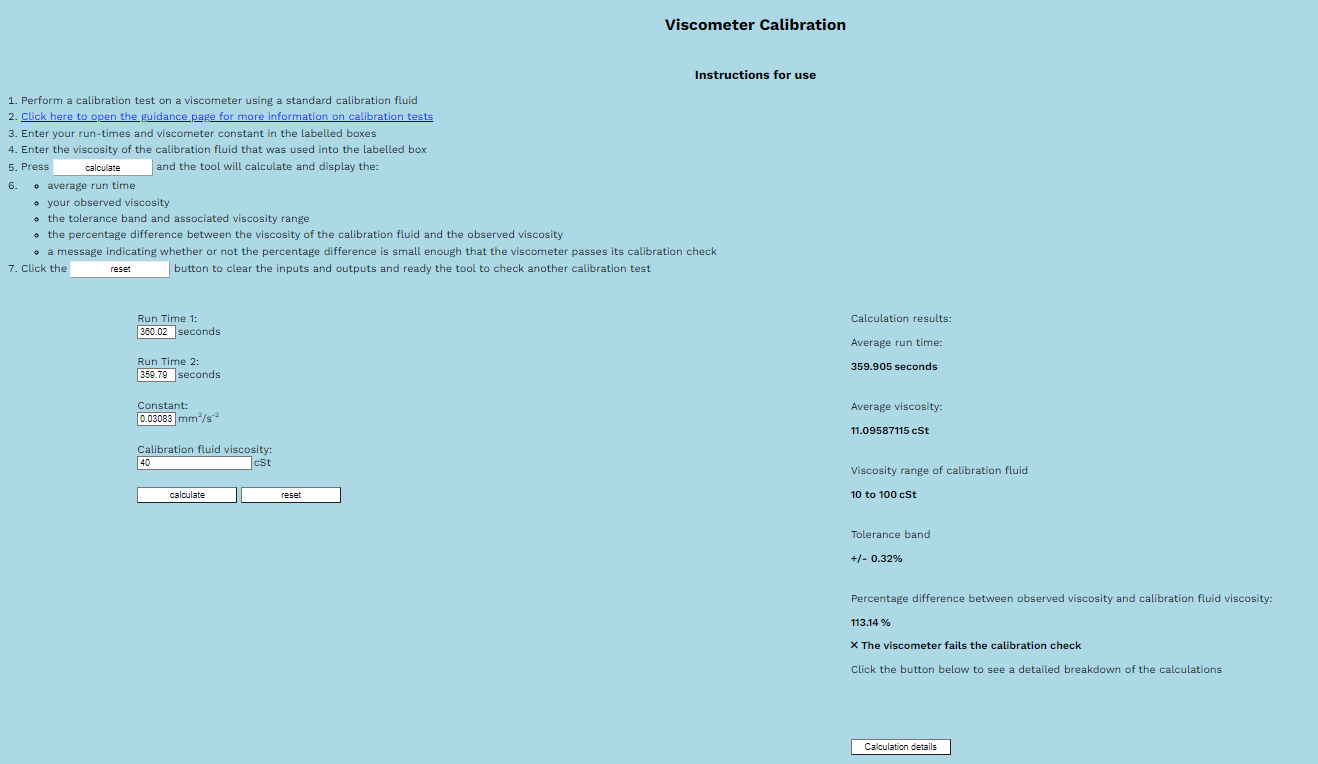 Viscometer Calibration
Instructions for use
1. Perform a calibration test on a viscometer using a standard calibration fluid
2. Click here to open the guidance page for more information on calibration tests
3. Enter your run-times and viscometer constant in the labelled boxes
4. Enter the viscosity of the calibration fluid that was used into the labelled box
5. Press calculate and the tool will calculate and display the:
6. • average run time
• your observed viscosity
• the tolerance band and associated viscosity range
• the percentage difference between the viscosity of the calibration fluid and the observed viscosity
• a message indicating whether or not the percentage difference is small enough that the viscometer passes its calibration check
7. Click the reset button to clear the inputs and outputs and ready the tool to check another calibration test
Run Time 1:
360.02 seconds
Run Time 2:
359.79 seconds
Constant:
0.03083 mm²/s⁻²
Calibration fluid viscosity:
40 cSt
calculate reset
Calculation results:
Average run time:
359.905 seconds
Average viscosity:
11.09587115 cSt
Viscosity range of calibration fluid
10 to 100 cSt
Tolerance band
+/- 0.32%
Percentage difference between observed viscosity and calibration fluid viscosity:
113.14 %
✕ The viscometer fails the calibration check
Click the button below to see a detailed breakdown of the calculations
Calculation details